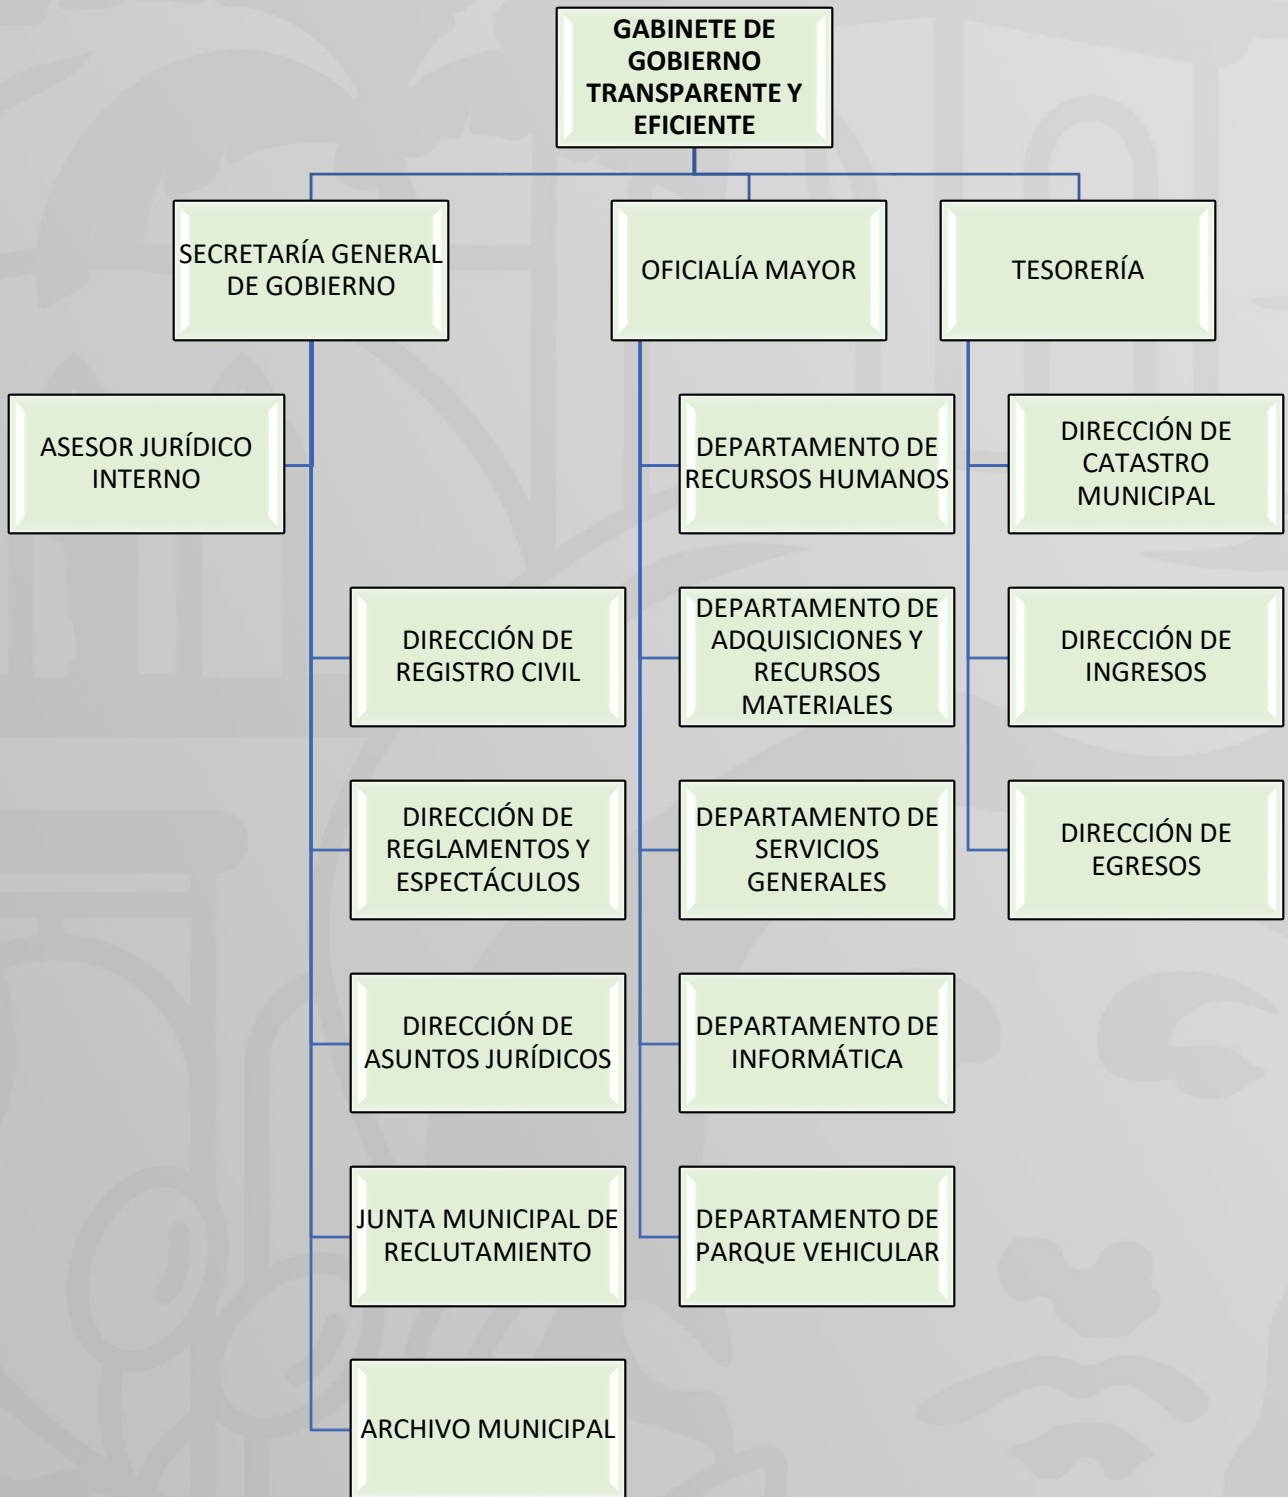 GABINETE DE
GOBIERNO
TRANSPARENTE Y
EFICIENTE
SECRETARÍA GENERAL
DE GOBIERNO
OFICIALÍA MAYOR
TESORERÍA
ASESOR JURÍDICO
INTERNO
DEPARTAMENTO DE
RECURSOS HUMANOS
DIRECCIÓN DE
CATASTRO
MUNICIPAL
DIRECCIÓN DE
REGISTRO CIVIL
DEPARTAMENTO DE
ADQUISICIONES Y
RECURSOS
MATERIALES
DIRECCIÓN DE
INGRESOS
DIRECCIÓN DE
REGLAMENTOS Y
ESPECTÁCULOS
DEPARTAMENTO DE
SERVICIOS
GENERALES
DIRECCIÓN DE
EGRESOS
DIRECCIÓN DE
ASUNTOS JURÍDICOS
DEPARTAMENTO DE
INFORMÁTICA
JUNTA MUNICIPAL DE
RECLUTAMIENTO
DEPARTAMENTO DE
PARQUE VEHICULAR
ARCHIVO MUNICIPAL